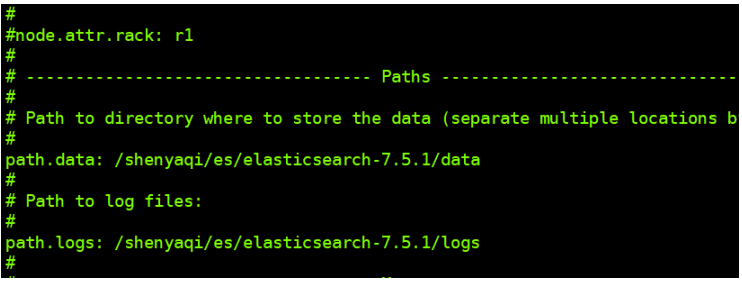 #
#node.attr.rack: r1
#
# ---------------------------------- Paths ------------------------------
#
# Path to directory where to store the data (separate multiple locations b
#
path.data: /shenyaqi/es/elasticsearch-7.5.1/data
#
# Path to log files:
#
path.logs: /shenyaqi/es/elasticsearch-7.5.1/logs
#